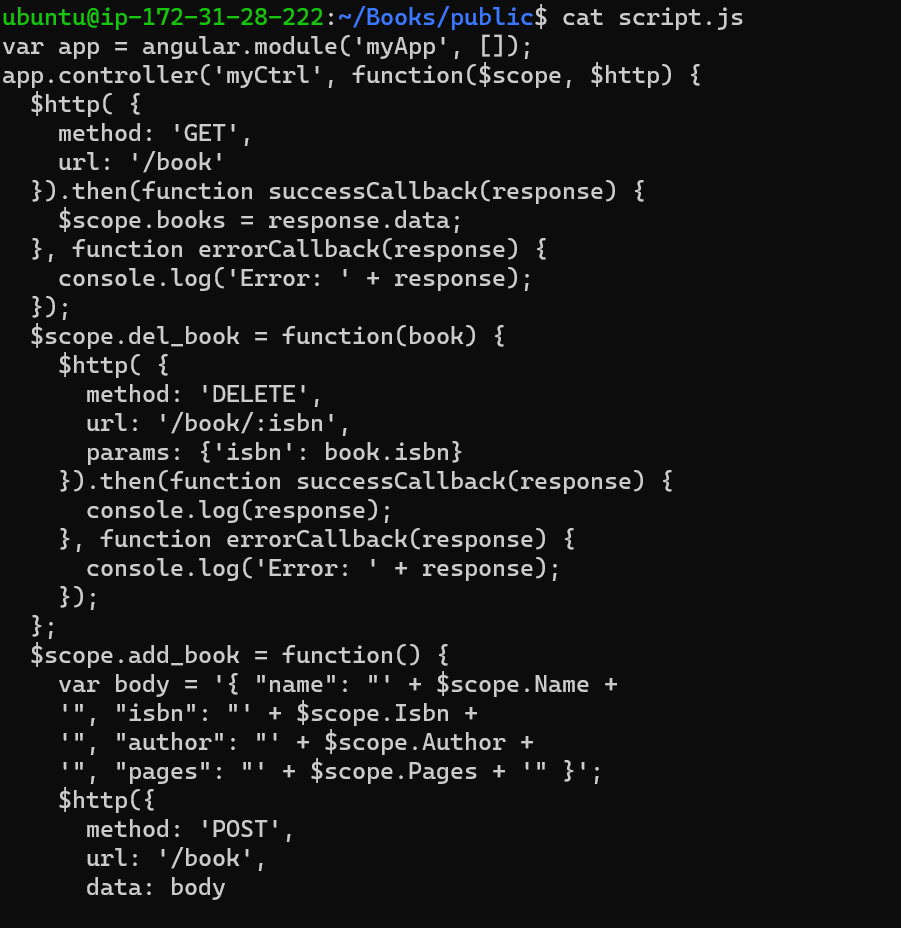 ubuntu@ip-172-31-28-222:~/Books/public$ cat script.js
var app = angular.module('myApp', []);
app.controller('myCtrl', function($scope, $http) {
  $http( {
    method: 'GET',
    url: '/book'
  }).then(function successCallback(response) {
    $scope.books = response.data;
  }, function errorCallback(response) {
    console.log('Error: ' + response);
  });
  $scope.del_book = function(book) {
    $http( {
      method: 'DELETE',
      url: '/book/:isbn',
      params: {'isbn': book.isbn}
    }).then(function successCallback(response) {
      console.log(response);
    }, function errorCallback(response) {
      console.log('Error: ' + response);
    });
  };
  $scope.add_book = function() {
    var body = '{ "name": "' + $scope.Name +
    '", "isbn": "' + $scope.Isbn +
    '", "author": "' + $scope.Author +
    '", "pages": "' + $scope.Pages + '" }';
    $http({
      method: 'POST',
      url: '/book',
      data: body